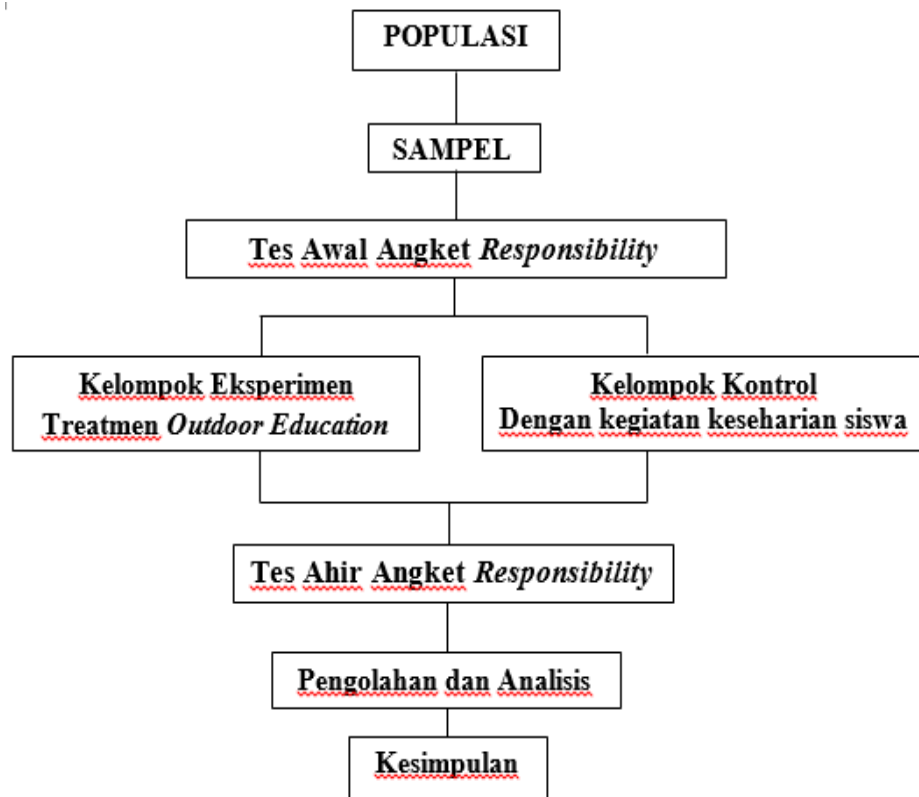 POPULASI
SAMPEL
Tes Awal Angket Responsibility
Kelompok Eksperimen
Treatmen Outdoor Education
Kelompok Kontrol
Dengan kegiatan keseharian siswa
Tes Ahir Angket Responsibility
Pengolahan dan Analisis
Kesimpulan